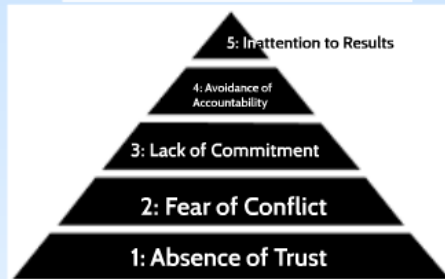 5: Inattention to Results
4: Avoidance of
Accountability
3: Lack of Commitment
2: Fear of Conflict
1: Absence of Trust